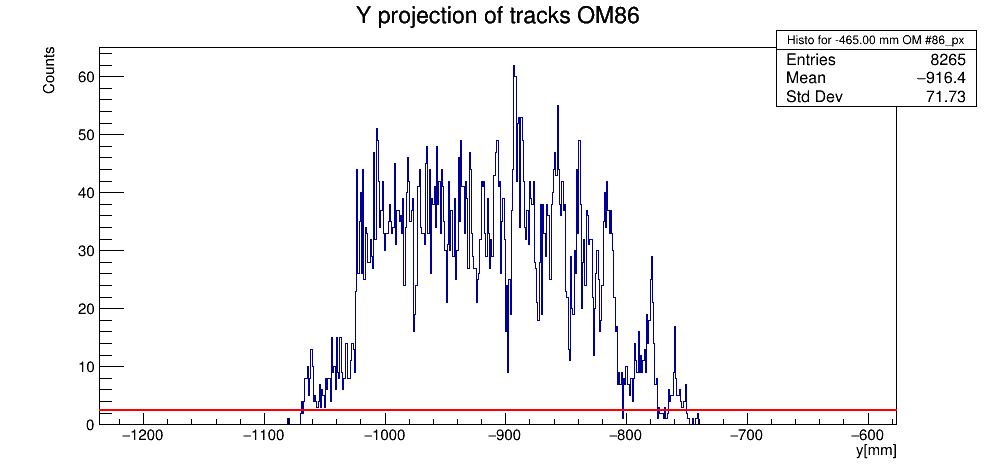 Y projection of tracks OM86
Histo for -465.00 mm OM #86_px
Entries 8265
Mean −916.4
Std Dev 71.73
Counts
60
50
40
30
20
10
0
−1200 −1100 −1000 −900 −800 −700 −600
y[mm]